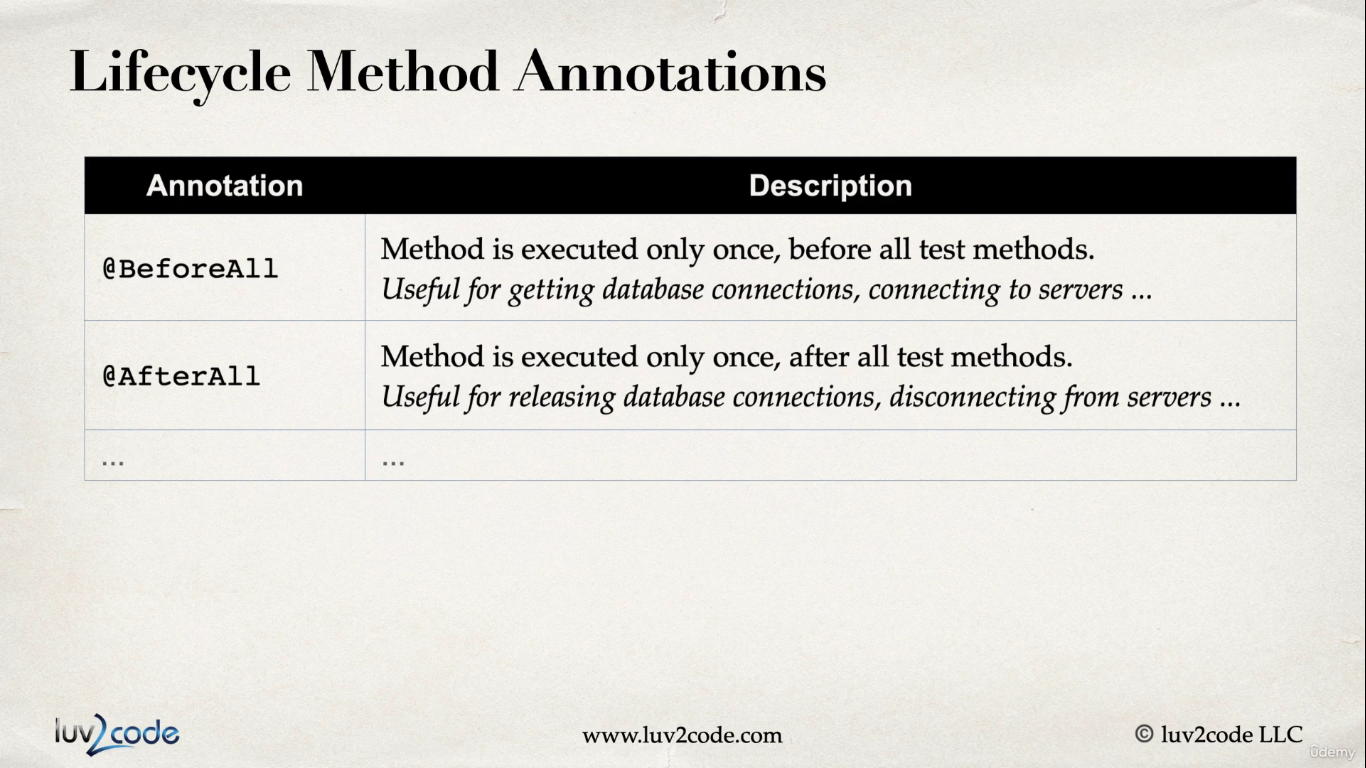 Lifecycle Method Annotations
Annotation Description
@BeforeAll
Method is executed only once, before all test methods.
Useful for getting database connections, connecting to servers ...
@AfterAll
Method is executed only once, after all test methods.
Useful for releasing database connections, disconnecting from servers ...
... ...
luv2code www.luv2code.com © luv2code LLC
ûdemy